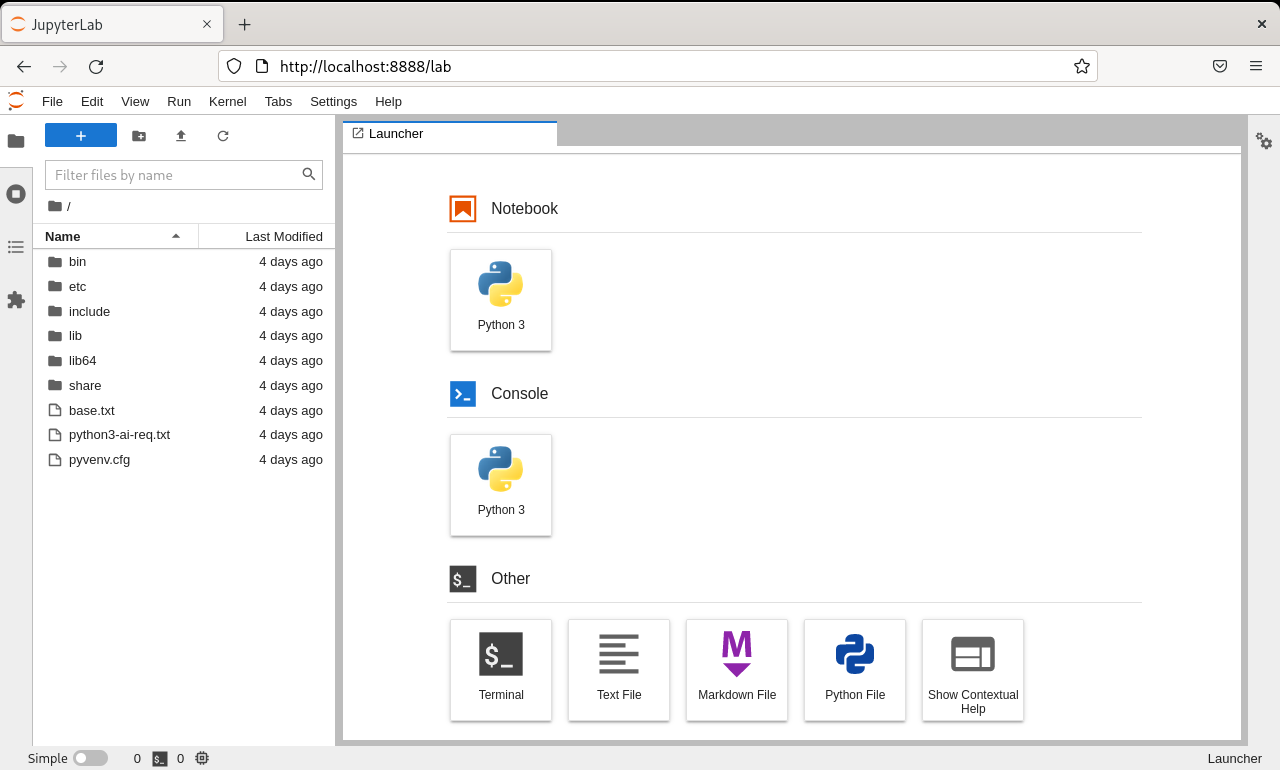 JupyterLab
http://localhost:8888/lab
File Edit View Run Kernel Tabs Settings Help
+
Launcher
Filter files by name
/
Name Last Modified
bin 4 days ago
etc 4 days ago
include 4 days ago
lib 4 days ago
lib64 4 days ago
share 4 days ago
base.txt 4 days ago
python3-ai-req.txt 4 days ago
pyvenv.cfg 4 days ago
Notebook
Python 3
Console
Python 3
$_ Other
$_ M
Terminal Text File Markdown File Python File Show Contextual
Help
Simple 0 $_ 0 Launcher